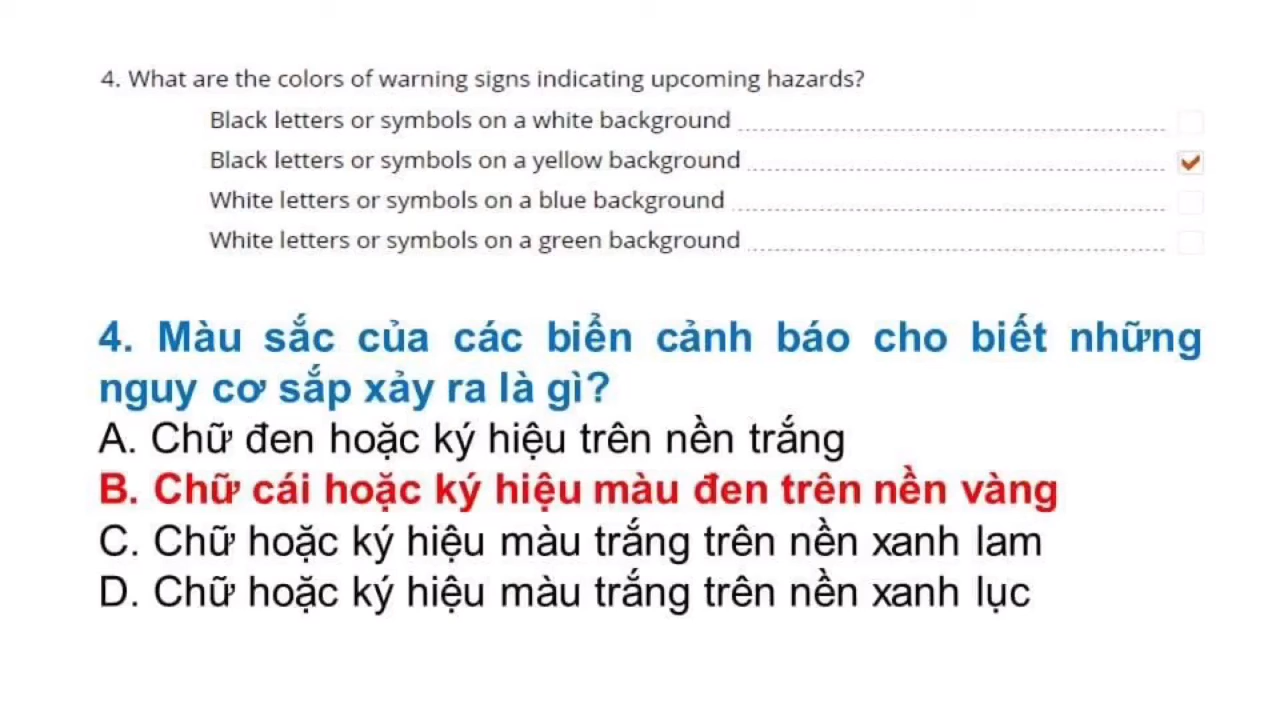 4. What are the colors of warning signs indicating upcoming hazards?
Black letters or symbols on a white background
Black letters or symbols on a yellow background
White letters or symbols on a blue background
White letters or symbols on a green background
4. Màu sắc của các biển cảnh báo cho biết những
nguy cơ sắp xảy ra là gì?
A. Chữ đen hoặc ký hiệu trên nền trắng
B. Chữ cái hoặc ký hiệu màu đen trên nền vàng
C. Chữ hoặc ký hiệu màu trắng trên nền xanh lam
D. Chữ hoặc ký hiệu màu trắng trên nền xanh lục